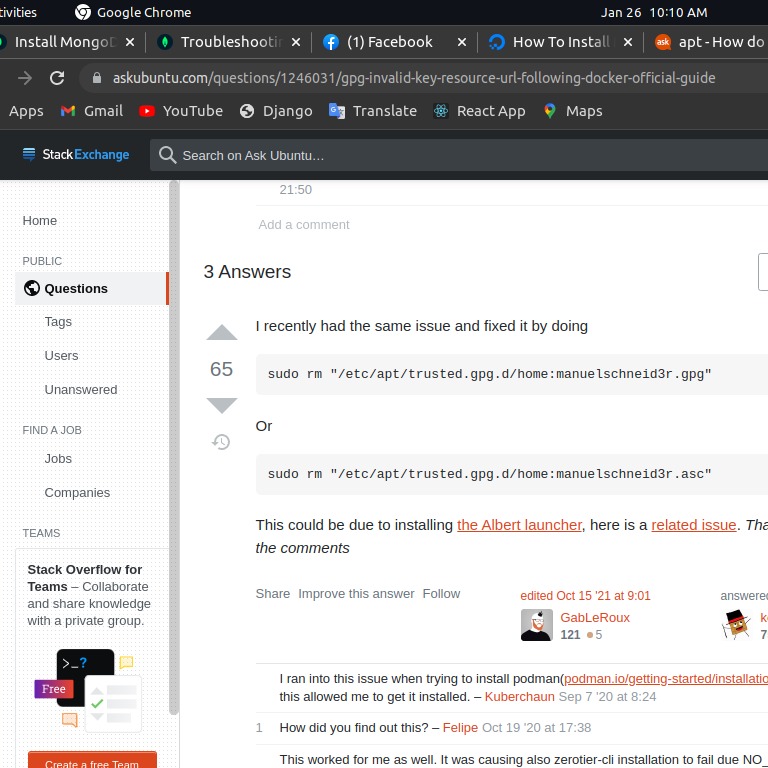 tivities
Google Chrome
Jan 26 10:10 AM
Install Mongo
Troubleshooti
(1) Facebook
How To Install
ask
apt - How do
askubuntu.com/questions/1246031/gpg-invalid-key-resource-url-following-docker-official-guide
Apps
Gmail
YouTube
Django
Translate
React App
Maps
StackExchange
Search on Ask Ubuntu…
21:50
Add a comment
Home
PUBLIC
Questions
Tags
Users
Unanswered
FIND A JOB
Jobs
Companies
TEAMS
Stack Overflow for
Teams – Collaborate
and share knowledge
with a private group.
>_?
Free
Create a free Team
3 Answers
65
I recently had the same issue and fixed it by doing
sudo rm "/etc/apt/trusted.gpg.d/home:manuelschneid3r.gpg"
Or
sudo rm "/etc/apt/trusted.gpg.d/home:manuelschneid3r.asc"
This could be due to installing the Albert launcher, here is a related issue. Tha
the comments
Share Improve this answer Follow
edited Oct 15 '21 at 9:01
GabLeRoux
121 5
answered
k
7
I ran into this issue when trying to install podman(podman.io/getting-started/installatio
this allowed me to get it installed. – Kuberchaun Sep 7 '20 at 8:24
1 How did you find out this? – Felipe Oct 19 '20 at 17:38
This worked for me as well. It was causing also zerotier-cli installation to fail due NO_